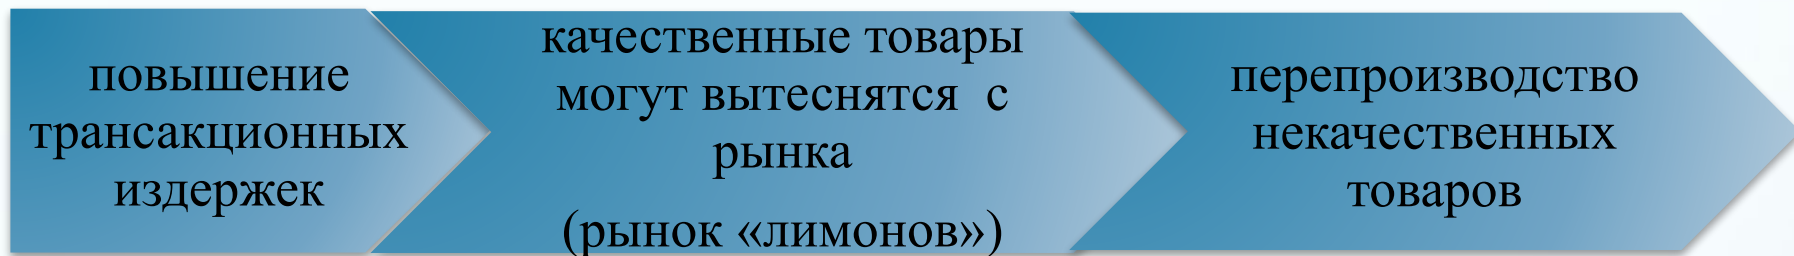 повышение
трансакционных
издержек
качественные товары
могут вытеснятся с
рынка
(рынок «лимонов»)
перепроизводство
некачественных
товаров